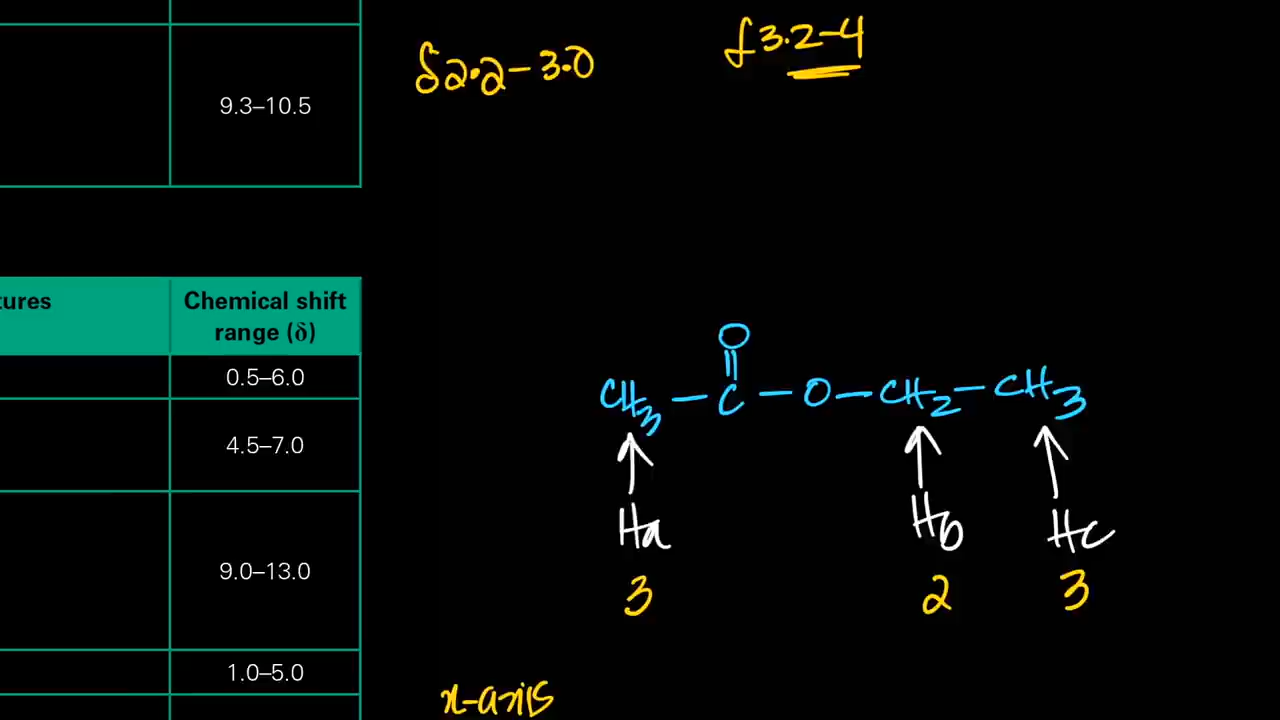 δ2.2-3.0
δ3.2-4
9.3–10.5
Chemical shift
range (δ)
tures
0.5–6.0
4.5–7.0
9.0–13.0
1.0–5.0
O
CH3 - C - O - CH2 - CH3
Ha Hb Hc
3 2 3
x-axis